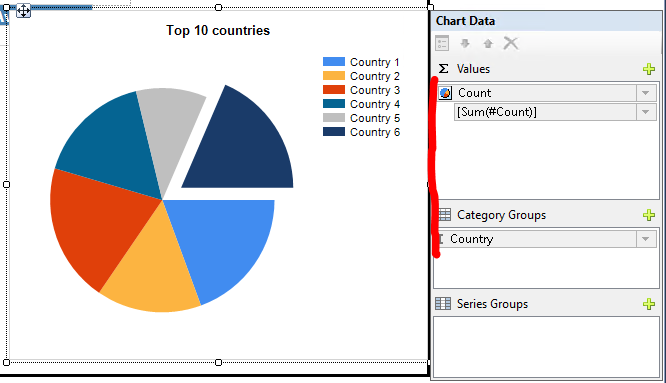 Top 10 countries
Country 1
Country 2
Country 3
Country 4
Country 5
Country 6
Chart Data
Σ Values
Count
[Sum(#Count)]
Category Groups
Country
Series Groups